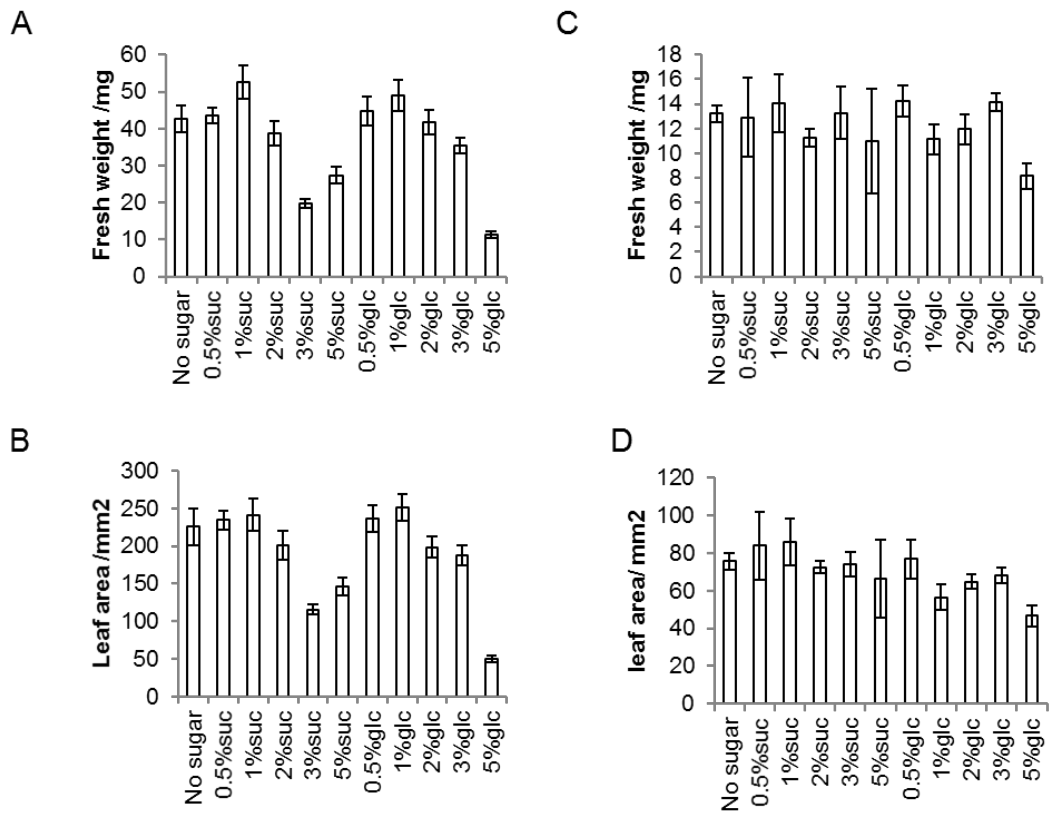 A
Fresh weight /mg
60
50
40
30
20
10
0
No sugar
0.5%suc
1%suc
2%suc
3%suc
5%suc
0.5%glc
1%glc
2%glc
3%glc
5%glc
C
Fresh weight /mg
18
16
14
12
10
8
6
4
2
0
No sugar
0.5%suc
1%suc
2%suc
3%suc
5%suc
0.5%glc
1%glc
2%glc
3%glc
5%glc
B
Leaf area /mm2
300
250
200
150
100
50
0
No sugar
0.5%suc
1%suc
2%suc
3%suc
5%suc
0.5%glc
1%glc
2%glc
3%glc
5%glc
D
leaf area/ mm2
120
100
80
60
40
20
0
No sugar
0.5%suc
1%suc
2%suc
3%suc
5%suc
0.5%glc
1%glc
2%glc
3%glc
5%glc